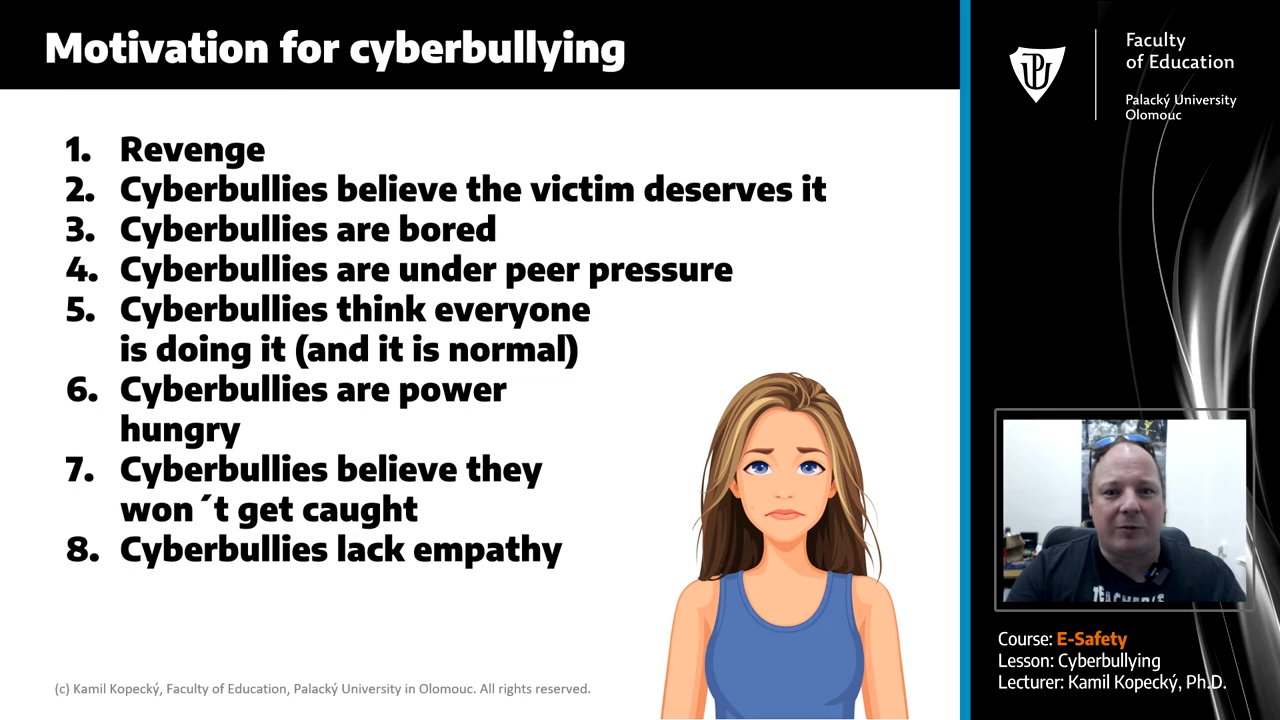 Motivation for cyberbullying
1. Revenge
2. Cyberbullies believe the victim deserves it
3. Cyberbullies are bored
4. Cyberbullies are under peer pressure
5. Cyberbullies think everyone
is doing it (and it is normal)
6. Cyberbullies are power
hungry
7. Cyberbullies believe they
won´t get caught
8. Cyberbullies lack empathy
(c) Kamil Kopecký, Faculty of Education, Palacký University in Olomouc. All rights reserved.
Faculty
of Education
Palacký University
Olomouc
TEACHER'S
Course: E-Safety
Lesson: Cyberbullying
Lecturer: Kamil Kopecký, Ph.D.